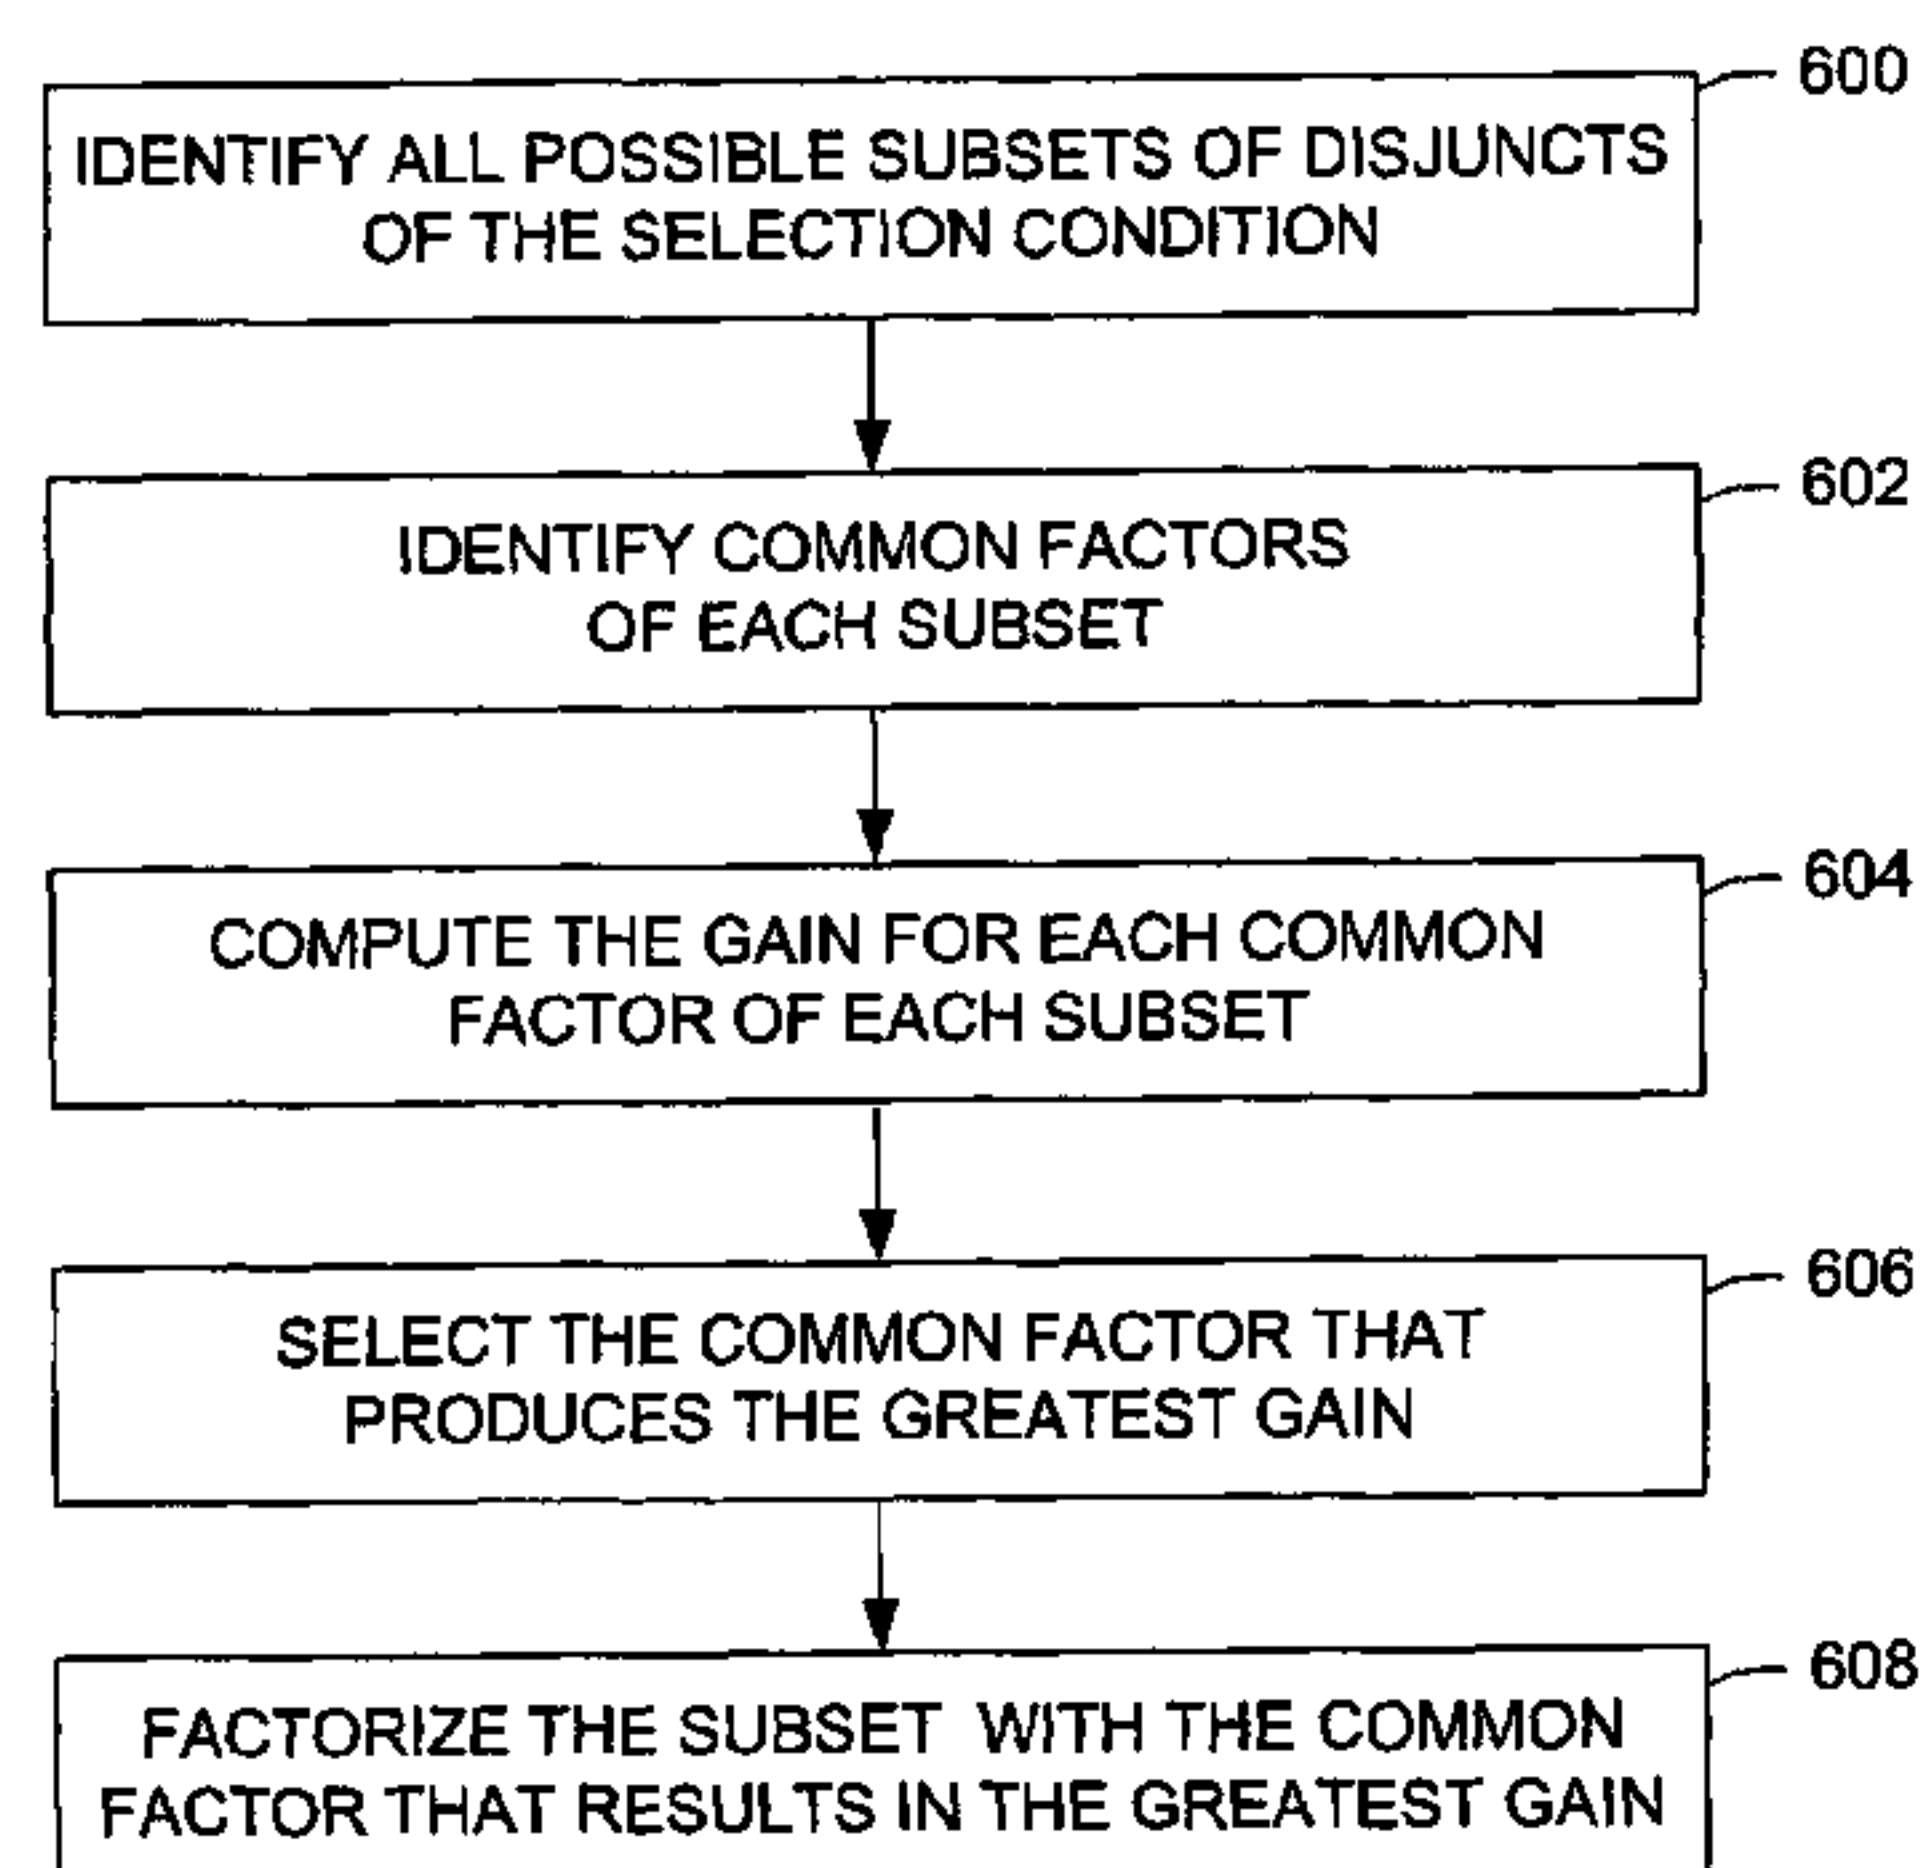 600
IDENTIFY ALL POSSIBLE SUBSETS OF DISJUNCTS
OF THE SELECTION CONDITION
602
IDENTIFY COMMON FACTORS
OF EACH SUBSET
604
COMPUTE THE GAIN FOR EACH COMMON
FACTOR OF EACH SUBSET
606
SELECT THE COMMON FACTOR THAT
PRODUCES THE GREATEST GAIN
608
FACTORIZE THE SUBSET WITH THE COMMON
FACTOR THAT RESULTS IN THE GREATEST GAIN